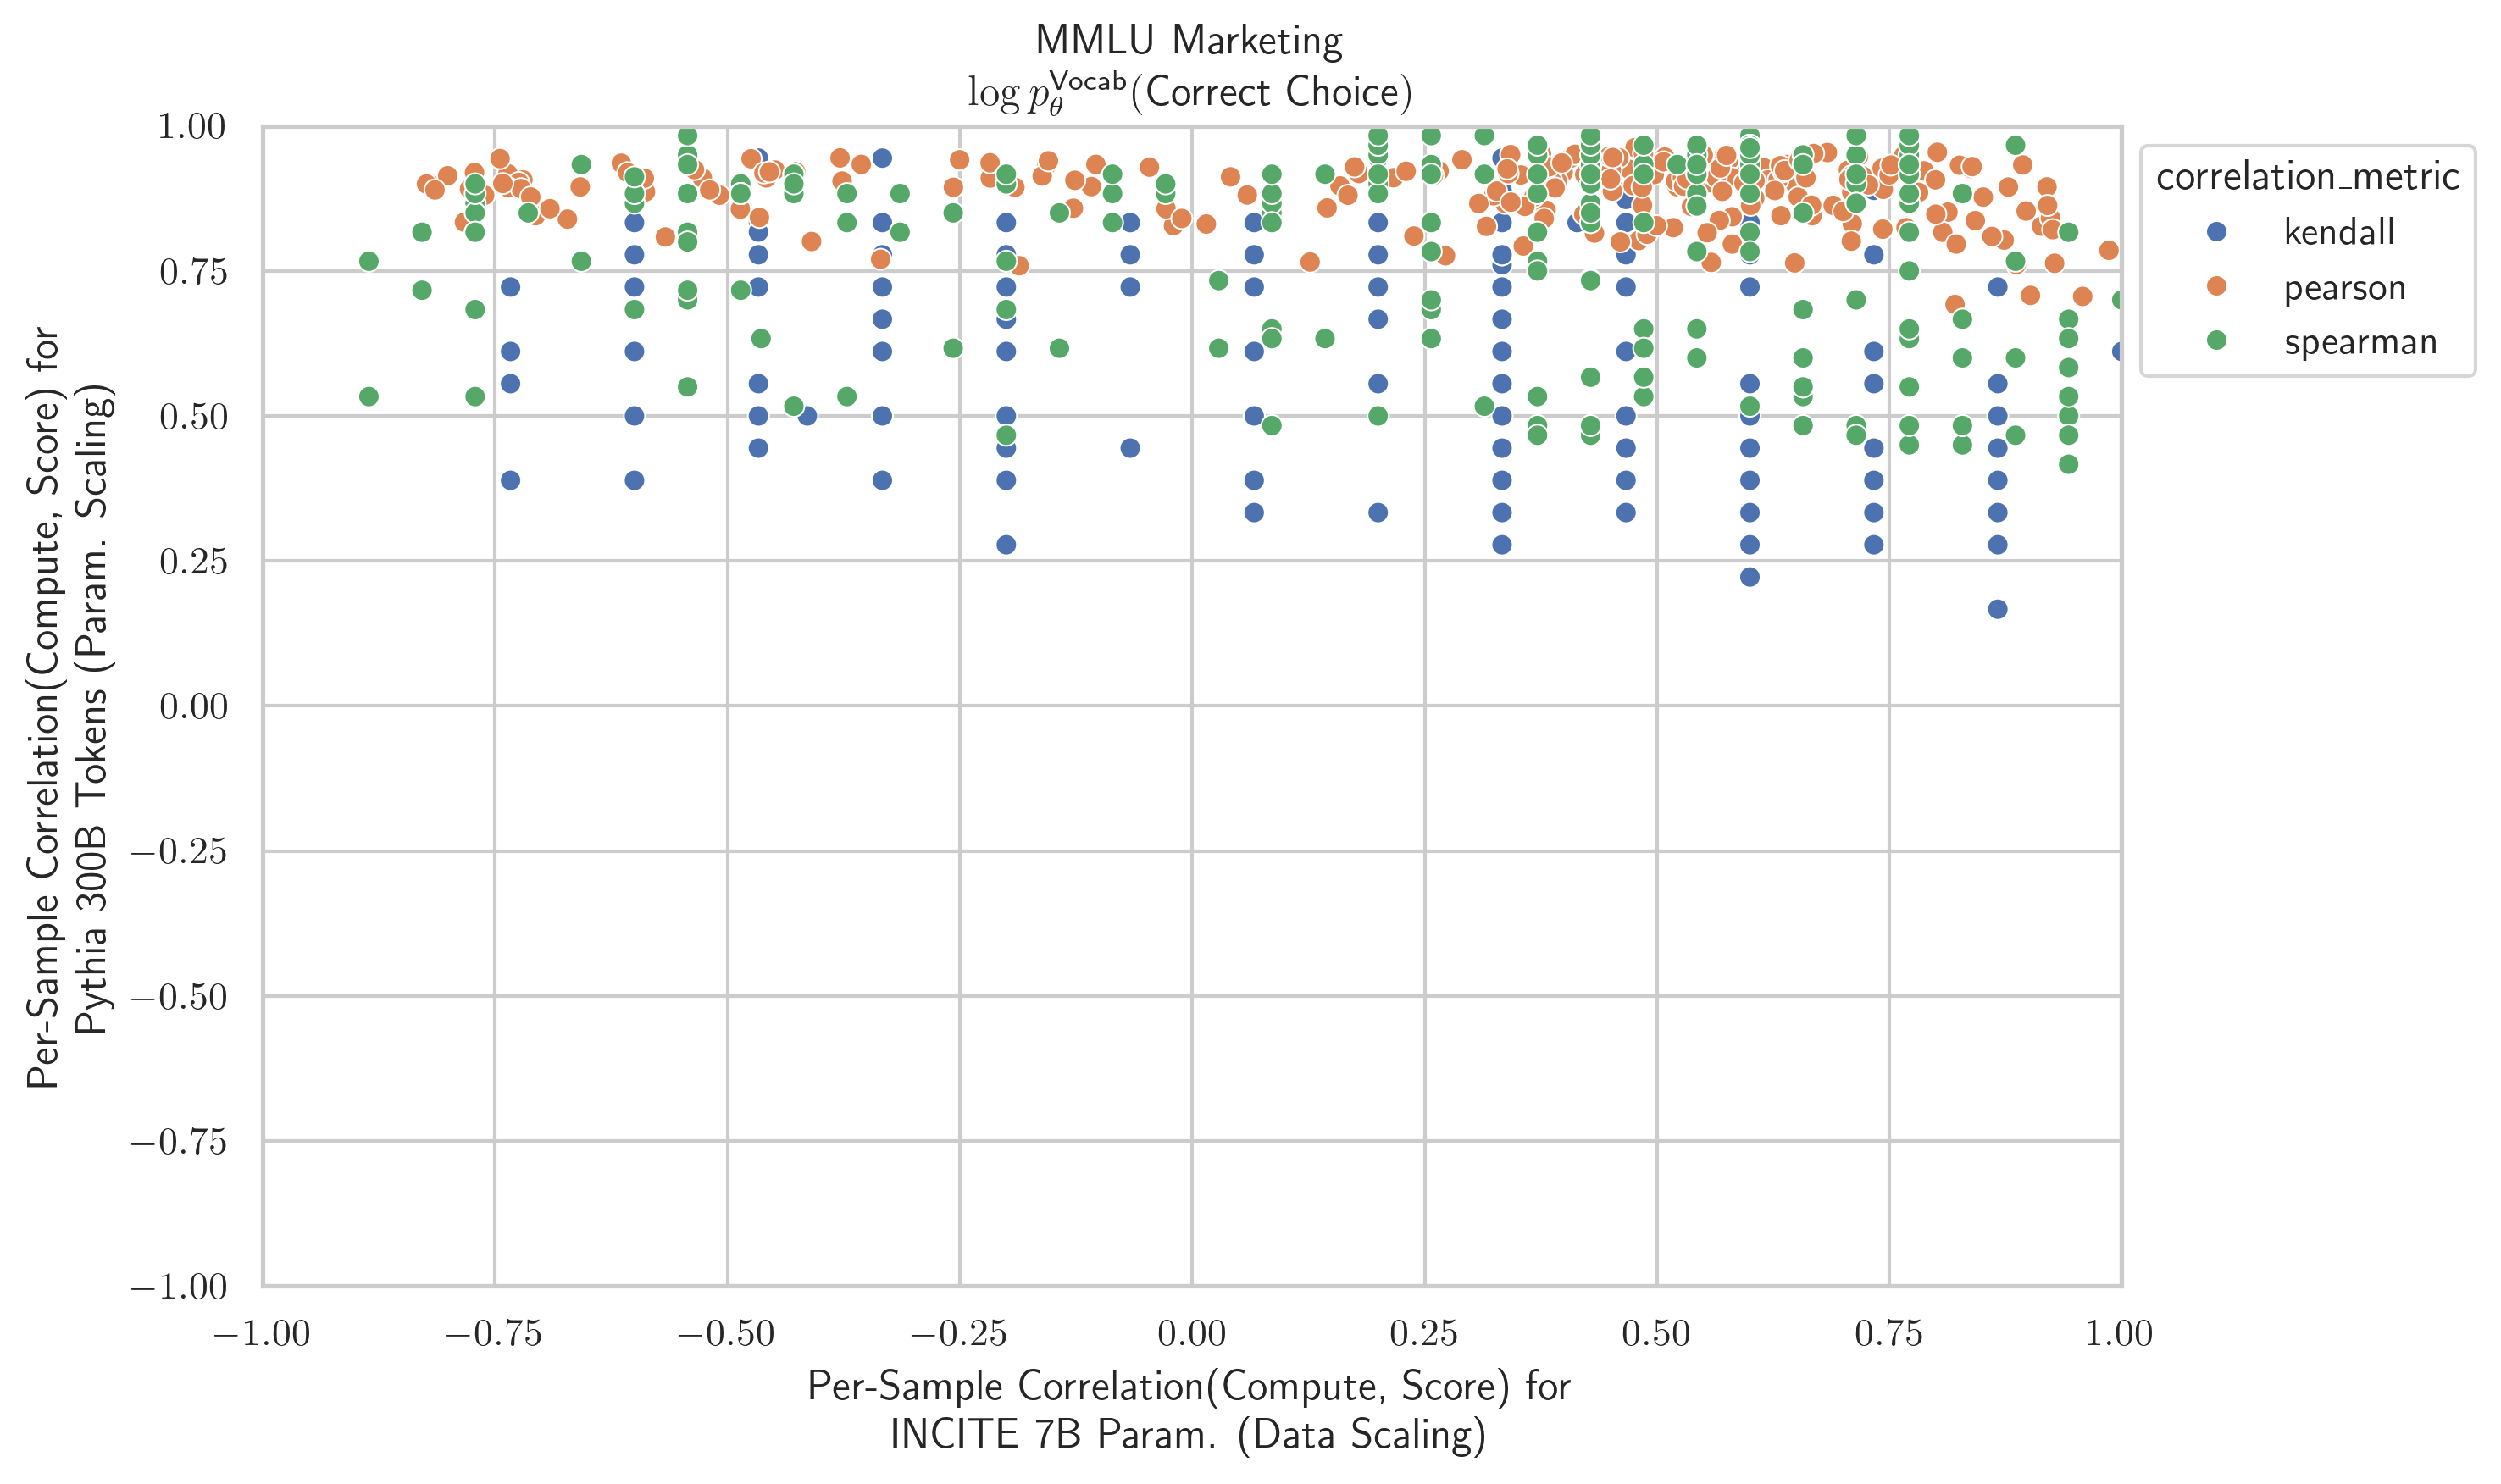 MMLU Marketing
log p_θ^Vocab(Correct Choice)
Per-Sample Correlation(Compute, Score) for
Pythia 300B Tokens (Param. Scaling)
1.00
0.75
0.50
0.25
0.00
−0.25
−0.50
−0.75
−1.00
−1.00 −0.75 −0.50 −0.25 0.00 0.25 0.50 0.75 1.00
Per-Sample Correlation(Compute, Score) for
INCITE 7B Param. (Data Scaling)
correlation_metric
kendall
pearson
spearman